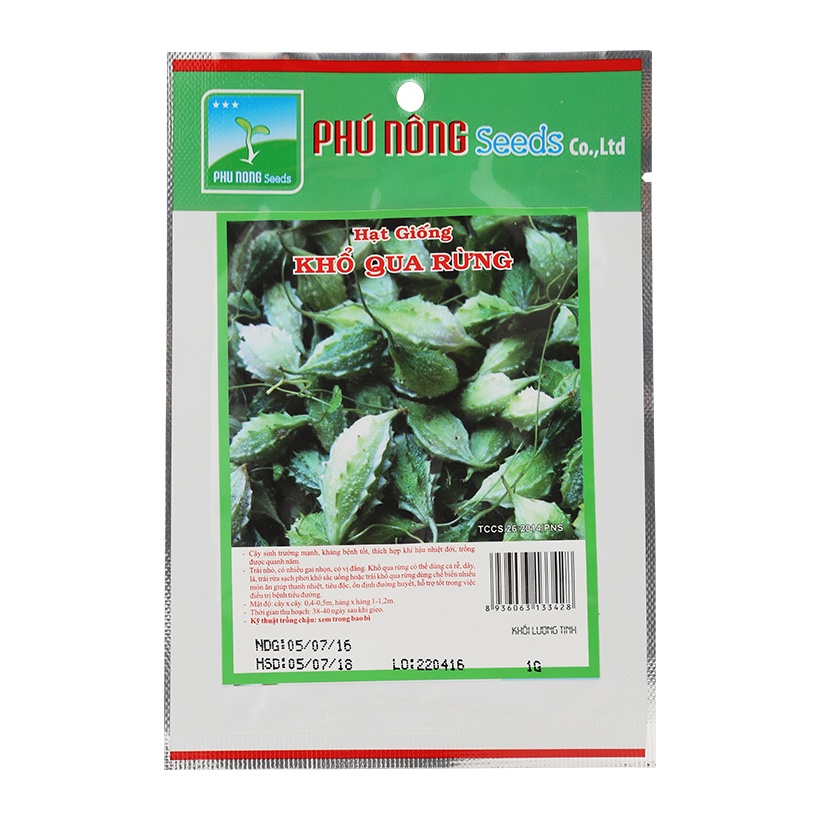 PHÚ NÔNG Seeds Co.,Ltd
PHU NONG Seeds
Hạt Giống
KHỔ QUA RỪNG
TCCS 26:2014/PNS
- Cây sinh trưởng mạnh, kháng bệnh tốt, thích hợp khí hậu nhiệt đới, trồng
được quanh năm.
- Trái nhỏ, có nhiều gai nhọn, có vị đắng. Khổ qua rừng có thể dùng cả rễ, dây,
lá, trái rửa sạch phơi khô sắc uống hoặc trái khổ qua rừng dùng chế biến nhiều
món ăn giúp thanh nhiệt, tiêu độc, ổn định đường huyết, hỗ trợ tốt trong việc
điều trị bệnh tiểu đường.
- Mật độ: cây x cây 0,4-0,5m, hàng x hàng 1-1,2m.
- Thời gian thu hoạch: 38-40 ngày sau khi gieo.
- Kỹ thuật trồng chậu: xem trong bao bì
8 936063 133428
KHỐI LƯỢNG TỊNH
NDG:05/07/16
HSD:05/07/18 LO:220416 1G